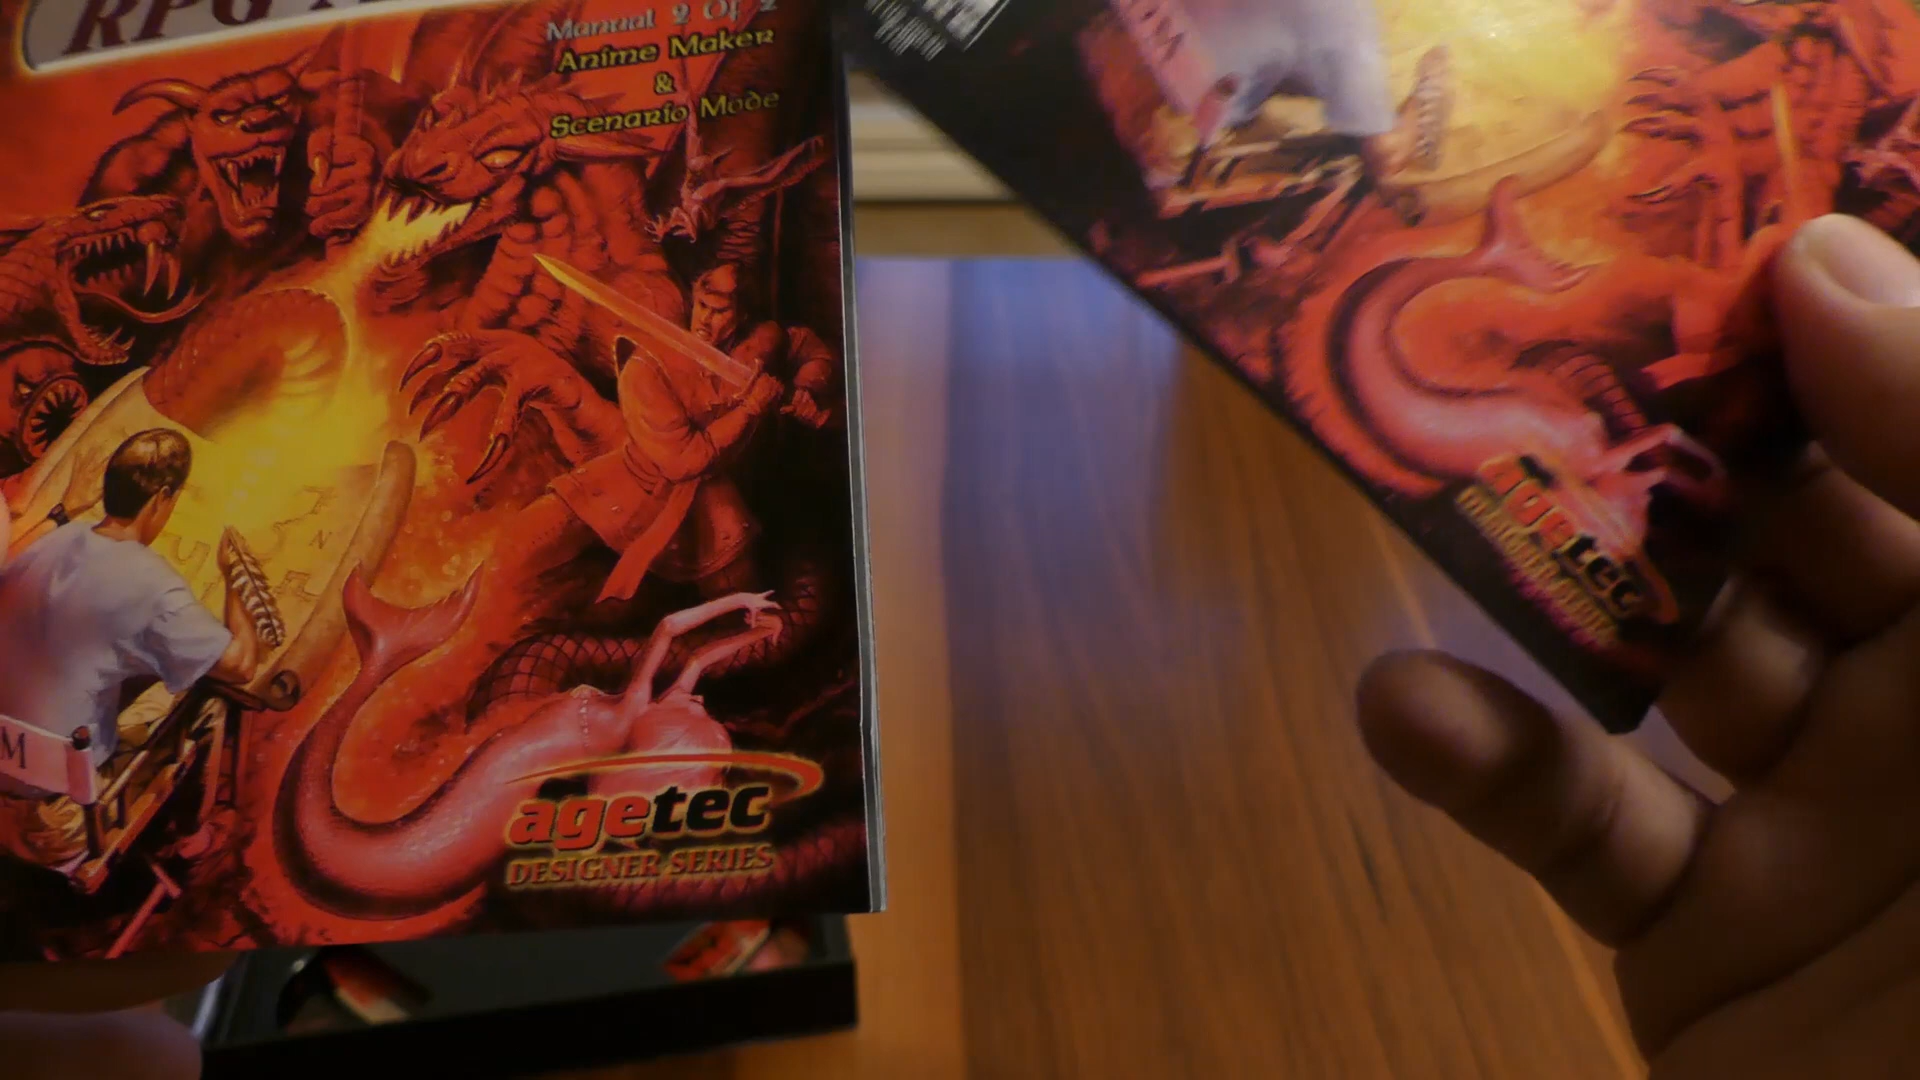 RPG
Manual 2 Of 2
Anime Maker
&
Scenario Mode
N
M
agetec
DESIGNER SERIES
agetec